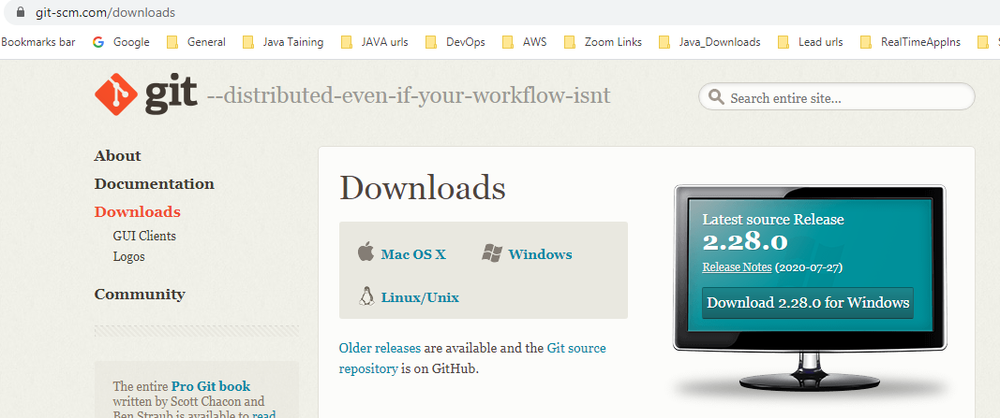 git-scm.com/downloads
Bookmarks bar Google General Java Taining JAVA urls DevOps AWS Zoom Links Java_Downloads Lead urls RealTimeAppIns
git --distributed-even-if-your-workflow-isnt
Search entire site...
About
Documentation
Downloads
GUI Clients
Logos
Community
The entire Pro Git book
written by Scott Chacon and
Ben Straub is available to read
Downloads
Mac OS X Windows
Linux/Unix
Older releases are available and the Git source
repository is on GitHub.
Latest source Release
2.28.0
Release Notes (2020-07-27)
Download 2.28.0 for Windows